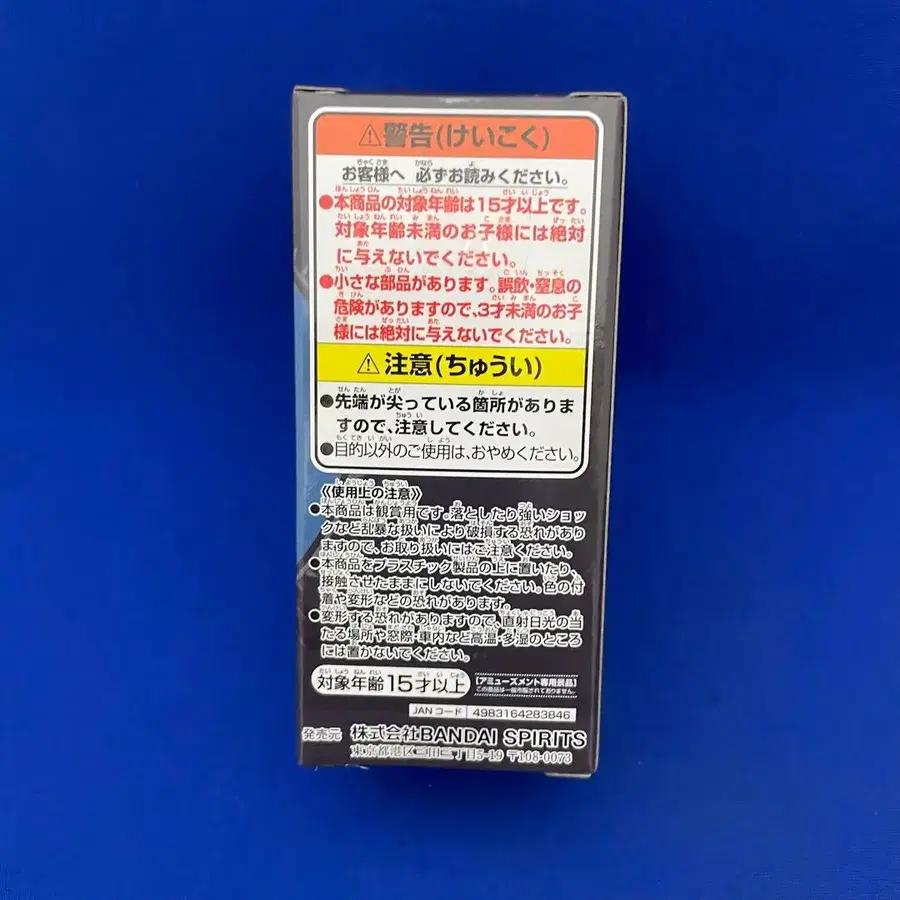 ⚠警告(けいこく)
お客様へ 必ずお読みください。
●本商品の対象年齢は15才以上です。
対象年齢未満のお子様には絶対
に与えないでください。
●小さな部品があります。誤飲・窒息の
危険がありますので、3才未満のお子
様には絶対に与えないでください。
⚠注意(ちゅうい)
●先端が尖っている箇所がありま
すので、注意してください。
●目的以外のご使用は、おやめください。
《使用上の注意》
●本商品は観賞用です。落としたり強いショッ
クなど乱暴な扱いにより破損する恐れがあり
ますので、お取り扱いにはご注意ください。
●本商品をプラスチック製品の上に置いたり、
接触させたままにしないでください。色の付
着や変形などの恐れがあります。
●変形する恐れがありますので、直射日光の当
たる場所や窓際・車内など高温・多湿のところ
には置かないでください。
対象年齢15才以上
【アミューズメント専用景品】
この商品は一般市販されておりません。
JANコード 4983164283846
発売元 株式会社BANDAI SPIRITS
東京都港区三田三丁目5-19 〒108-0073